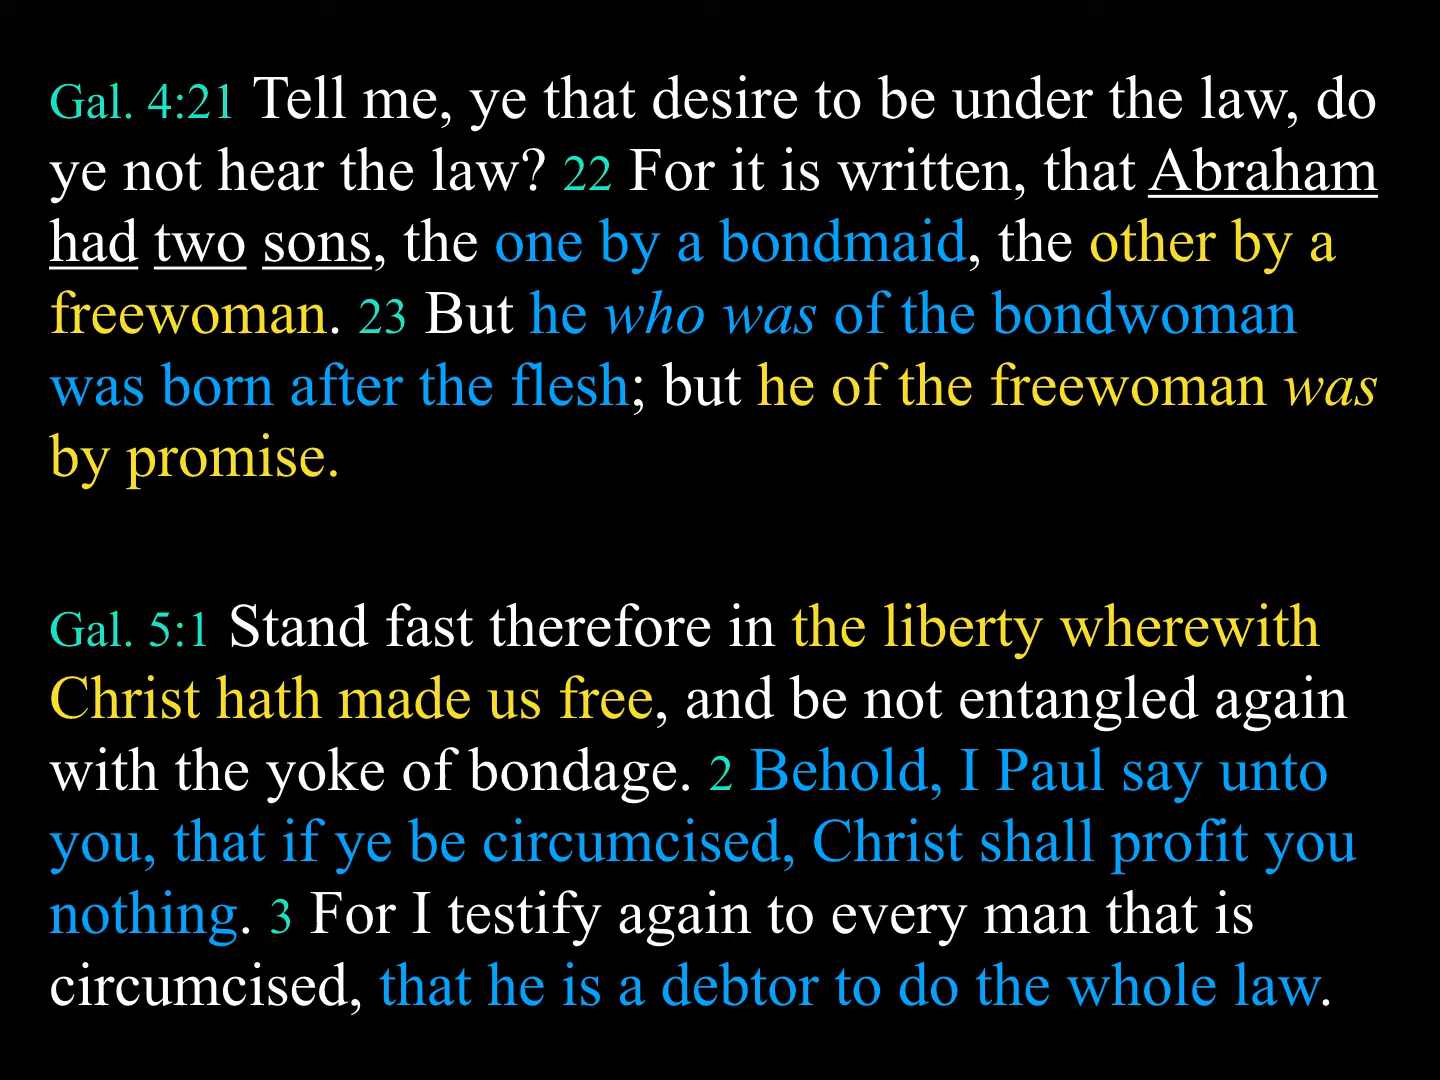 Gal. 4:21 Tell me, ye that desire to be under the law, do
ye not hear the law? 22 For it is written, that Abraham
had two sons, the one by a bondmaid, the other by a
freewoman. 23 But he who was of the bondwoman
was born after the flesh; but he of the freewoman was
by promise.
Gal. 5:1 Stand fast therefore in the liberty wherewith
Christ hath made us free, and be not entangled again
with the yoke of bondage. 2 Behold, I Paul say unto
you, that if ye be circumcised, Christ shall profit you
nothing. 3 For I testify again to every man that is
circumcised, that he is a debtor to do the whole law.